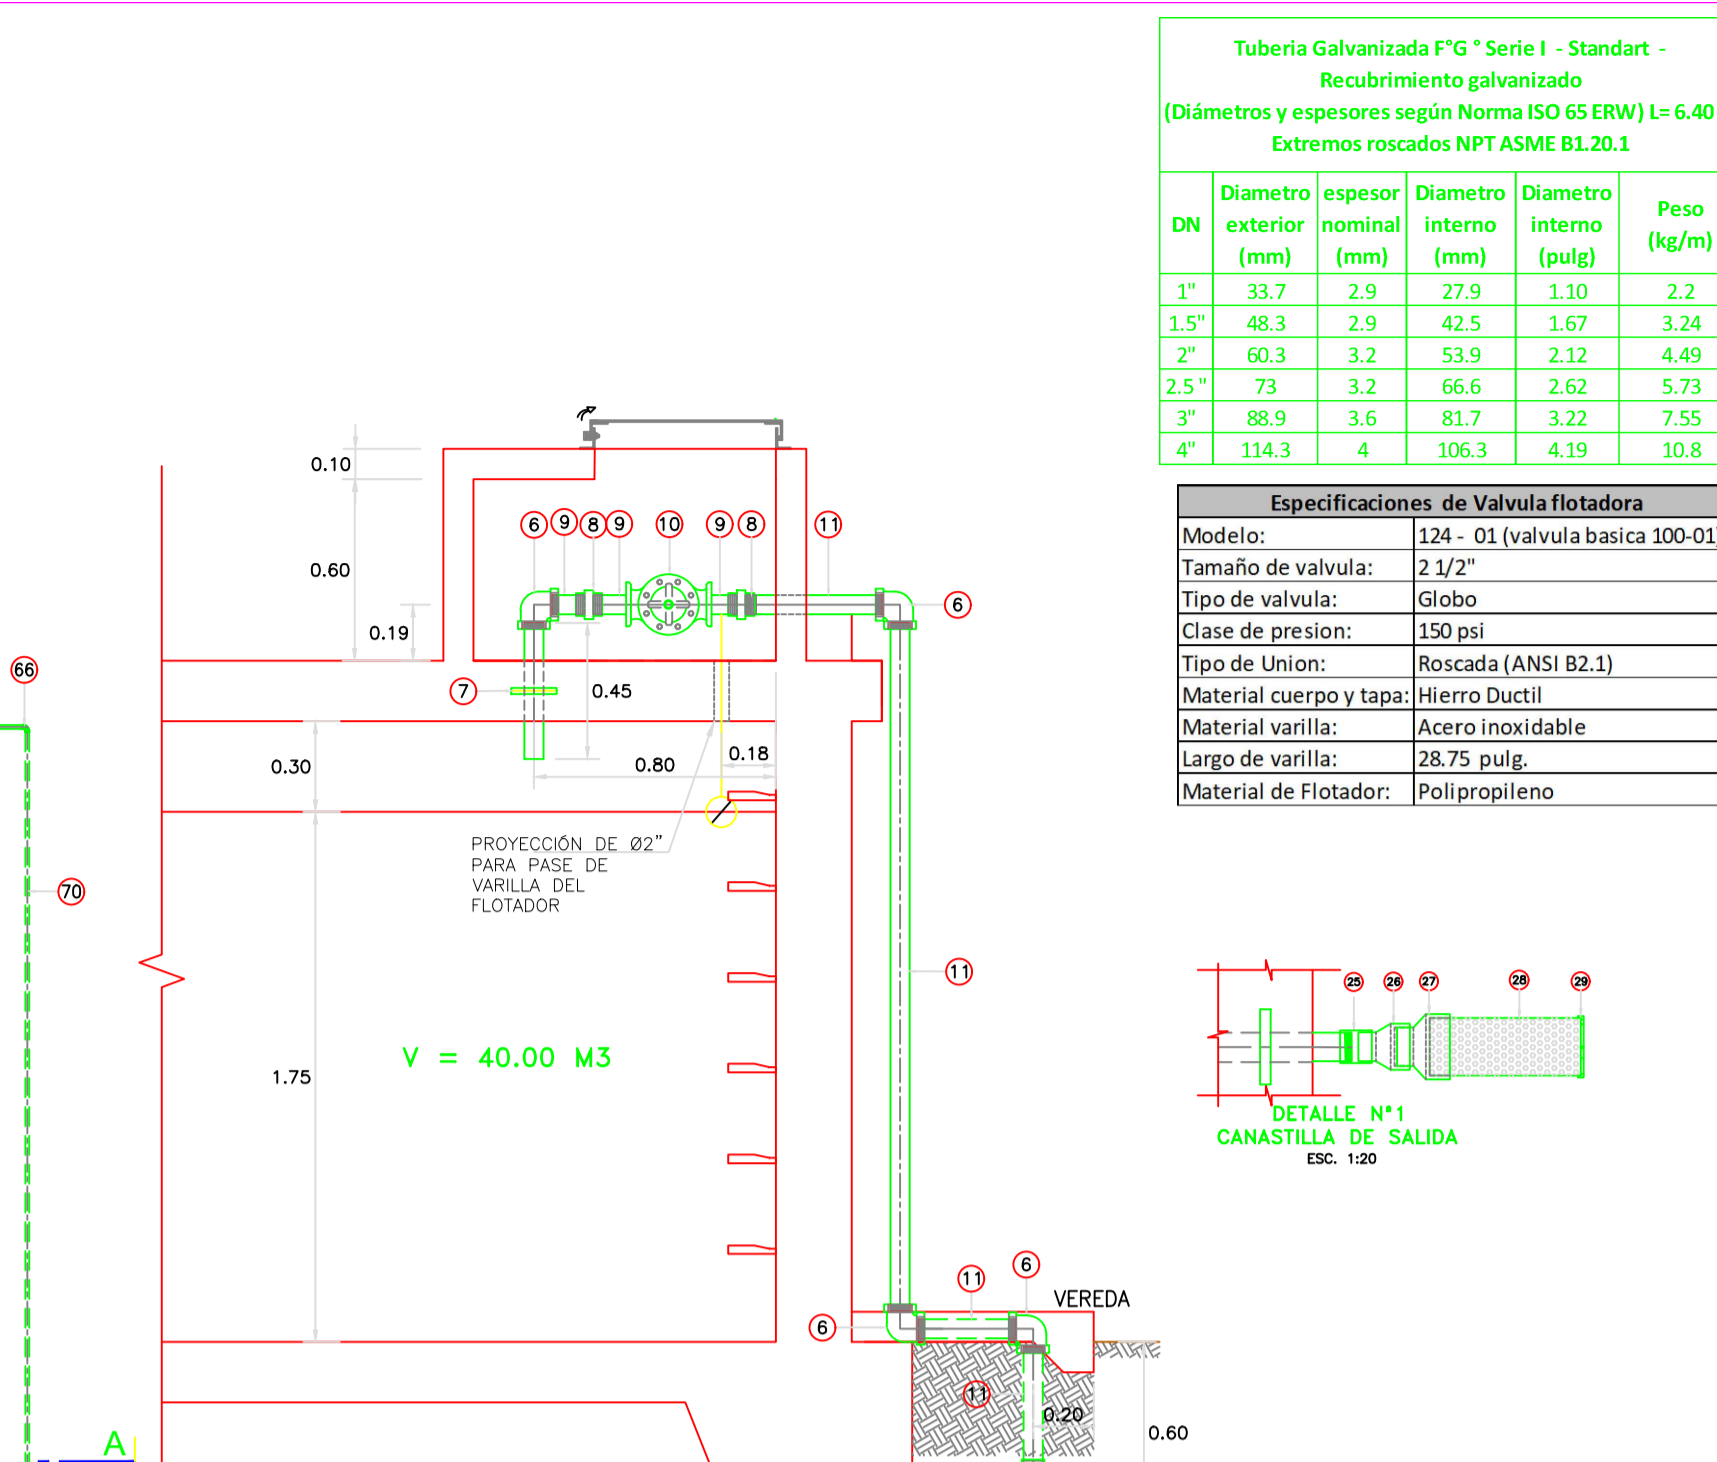 Tuberia Galvanizada F°G ° Serie I - Standart -
Recubrimiento galvanizado
(Diámetros y espesores según Norma ISO 65 ERW) L= 6.40
Extremos roscados NPT ASME B1.20.1
DN Diametro exterior (mm) espesor nominal (mm) Diametro interno (mm) Diametro interno (pulg) Peso (kg/m)
1" 33.7 2.9 27.9 1.10 2.2
1.5" 48.3 2.9 42.5 1.67 3.24
2" 60.3 3.2 53.9 2.12 4.49
2.5 " 73 3.2 66.6 2.62 5.73
3" 88.9 3.6 81.7 3.22 7.55
4" 114.3 4 106.3 4.19 10.8
Especificaciones de Valvula flotadora
Modelo: 124 - 01 (valvula basica 100-01)
Tamaño de valvula: 2 1/2"
Tipo de valvula: Globo
Clase de presion: 150 psi
Tipo de Union: Roscada (ANSI B2.1)
Material cuerpo y tapa: Hierro Ductil
Material varilla: Acero inoxidable
Largo de varilla: 28.75 pulg.
Material de Flotador: Polipropileno
0.10
0.60
0.19
6 9 8 9 10 9 8 11
6
66
7
0.45
0.30
0.80
0.18
PROYECCIÓN DE Ø2”
PARA PASE DE
VARILLA DEL
FLOTADOR
70
11
V = 40.00 M3
1.75
25 26 27 28 29
DETALLE N°1
CANASTILLA DE SALIDA
ESC. 1:20
11
6
VEREDA
6
11
0.20
0.60
A